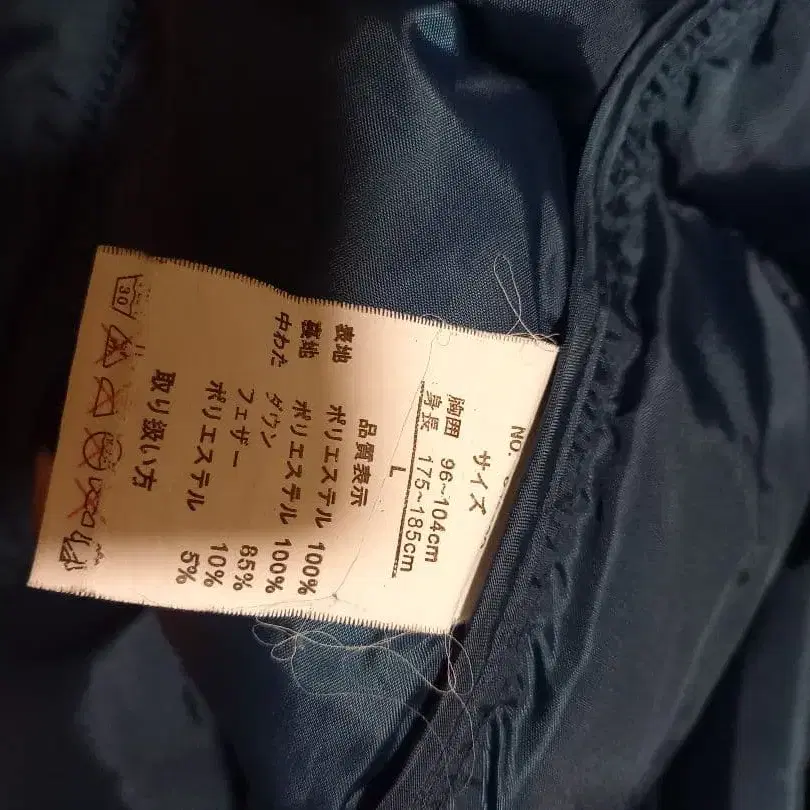 NO.
サイズ
胸囲 96~104cm
身長 175~185cm
L
品質表示
表地 ポリエステル 100%
裏地 ポリエステル 100%
中わた ダウン 85%
フェザー 10%
ポリエステル 5%
取り扱い方
30